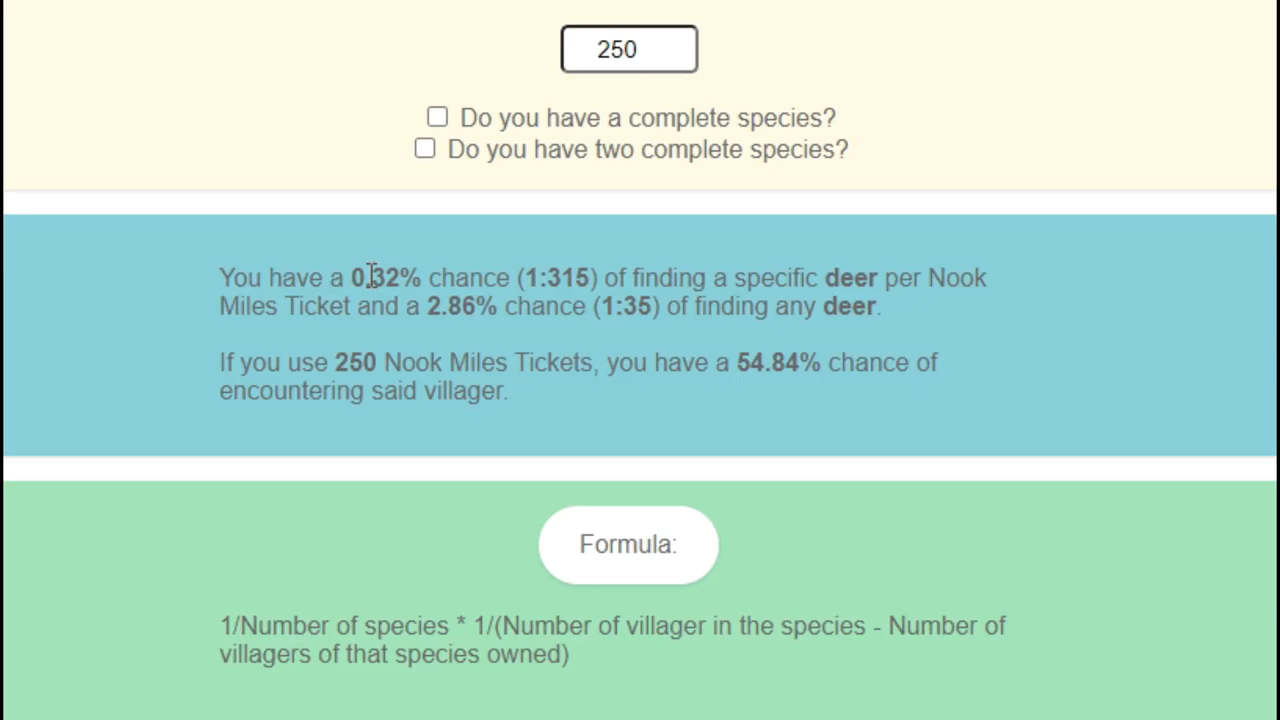 250
Do you have a complete species?
Do you have two complete species?
You have a 0.32% chance (1:315) of finding a specific deer per Nook
Miles Ticket and a 2.86% chance (1:35) of finding any deer.
If you use 250 Nook Miles Tickets, you have a 54.84% chance of
encountering said villager.
Formula:
1/Number of species * 1/(Number of villager in the species - Number of
villagers of that species owned)